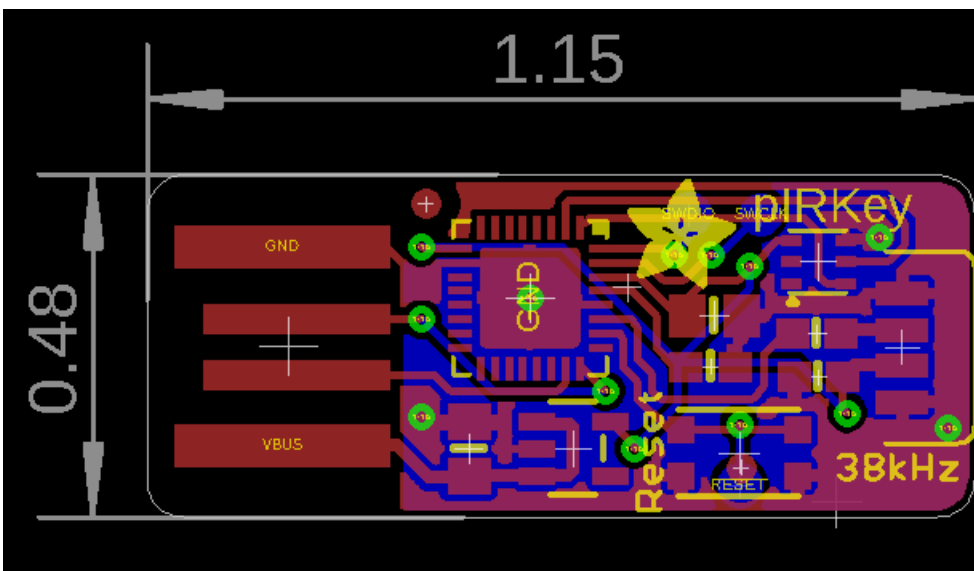 1.15
0.48
SWDIO
SWCLK
pIRKey
GND
GND
VBUS
Reset
RESET
38kHz